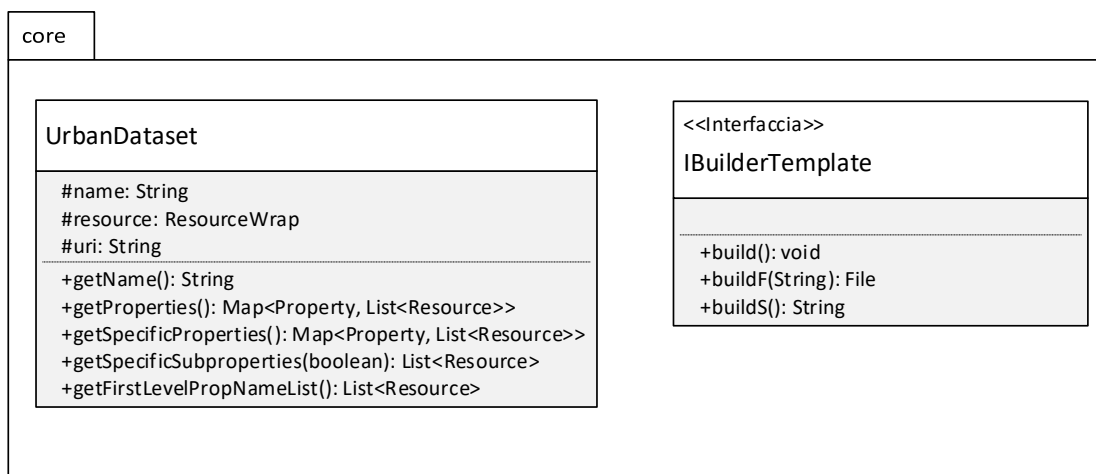 core
UrbanDataset
#name: String
#resource: ResourceWrap
#uri: String
+getName(): String
+getProperties(): Map<Property, List<Resource>>
+getSpecificProperties(): Map<Property, List<Resource>>
+getSpecificSubproperties(boolean): List<Resource>
+getFirstLevelPropNameList(): List<Resource>
<<Interfaccia>>
IBuilderTemplate
+build(): void
+buildF(String): File
+buildS(): String